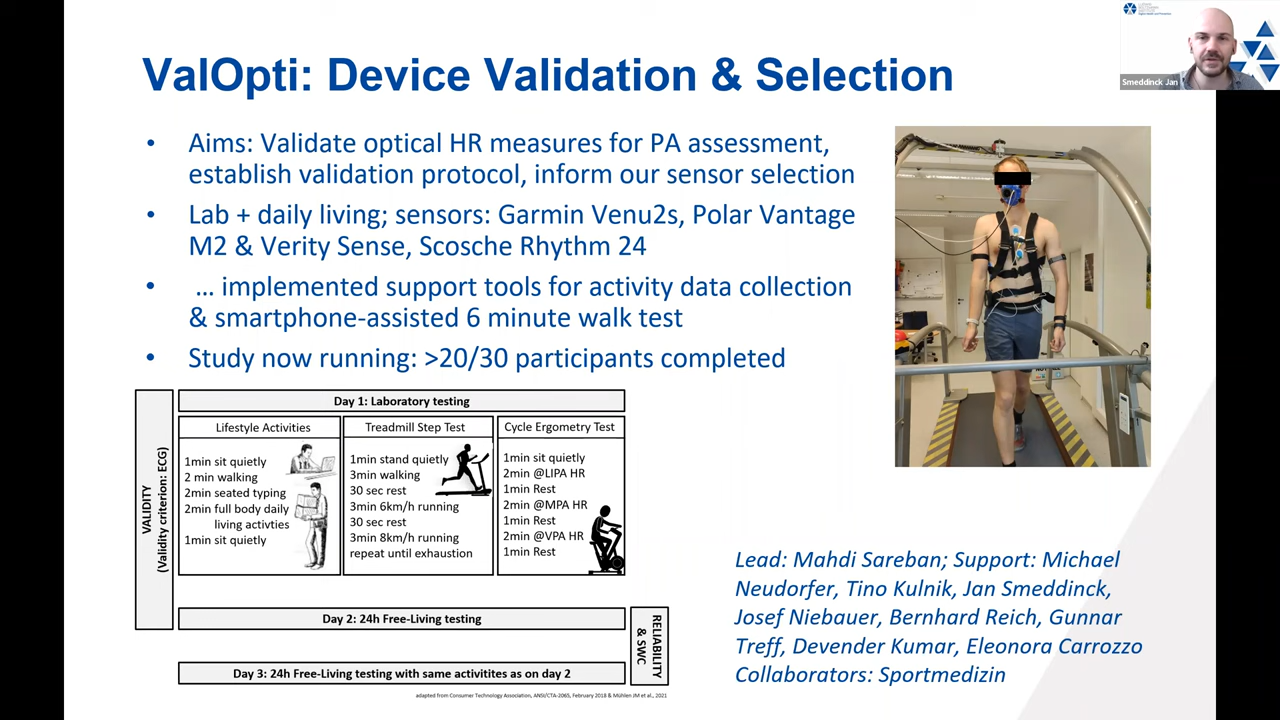 Smeddinck Jan
ValOpti: Device Validation & Selection
• Aims: Validate optical HR measures for PA assessment,
establish validation protocol, inform our sensor selection
• Lab + daily living; sensors: Garmin Venu2s, Polar Vantage
M2 & Verity Sense, Scosche Rhythm 24
• … implemented support tools for activity data collection
& smartphone-assisted 6 minute walk test
• Study now running: >20/30 participants completed
VALIDITY
(Validity criterion: ECG)
Day 1: Laboratory testing
Lifestyle Activities
1min sit quietly
2 min walking
2min seated typing
2min full body daily
living activties
1min sit quietly
Treadmill Step Test
1min stand quietly
3min walking
30 sec rest
3min 6km/h running
30 sec rest
3min 8km/h running
repeat until exhaustion
Cycle Ergometry Test
1min sit quietly
2min @LIPA HR
1min Rest
2min @MPA HR
1min Rest
2min @VPA HR
1min Rest
Day 2: 24h Free-Living testing
Day 3: 24h Free-Living testing with same activitites as on day 2
RELIABILITY
& SWC
adapted from Consumer Technology Association, ANSI/CTA-2065, February 2018 & Mühlen JM et al., 2021
Lead: Mahdi Sareban; Support: Michael
Neudorfer, Tino Kulnik, Jan Smeddinck,
Josef Niebauer, Bernhard Reich, Gunnar
Treff, Devender Kumar, Eleonora Carrozzo
Collaborators: Sportmedizin